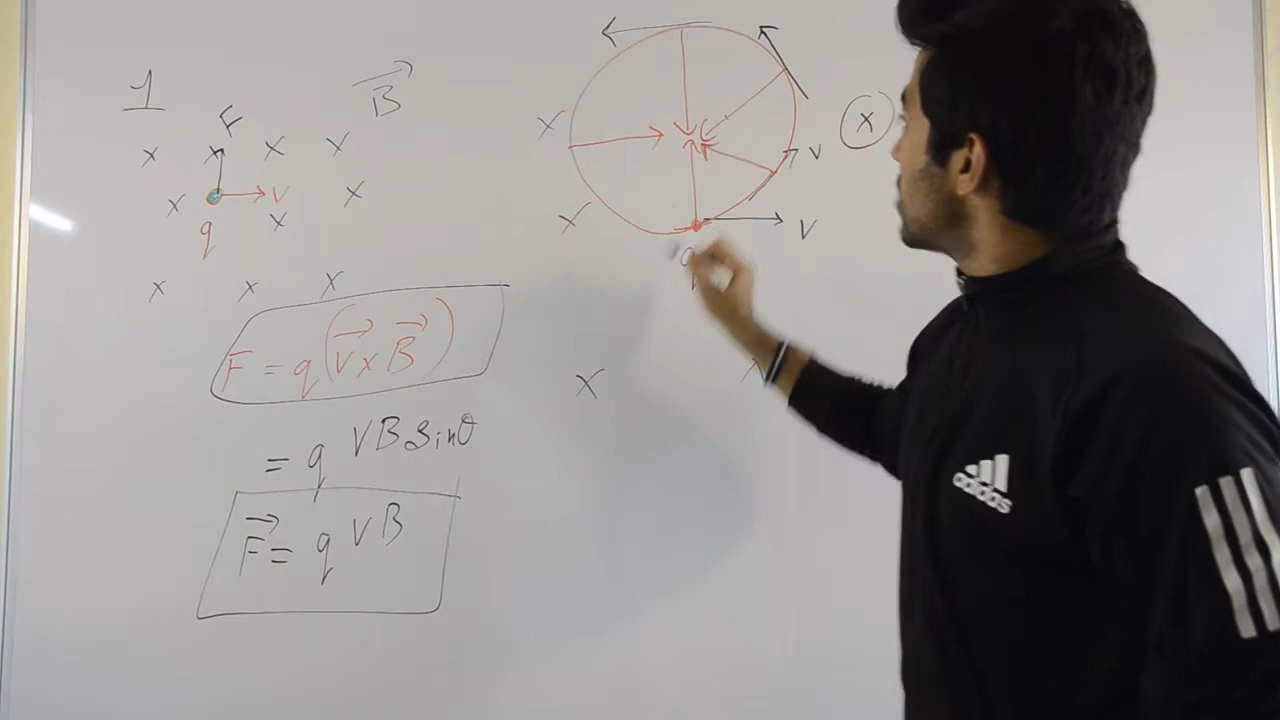 1
B
F
x x x x
x v x
x
q
x x x
F = q(v x B)
= q VB Sinθ
F = q VB
x
v
x
x v
q
x
adidas